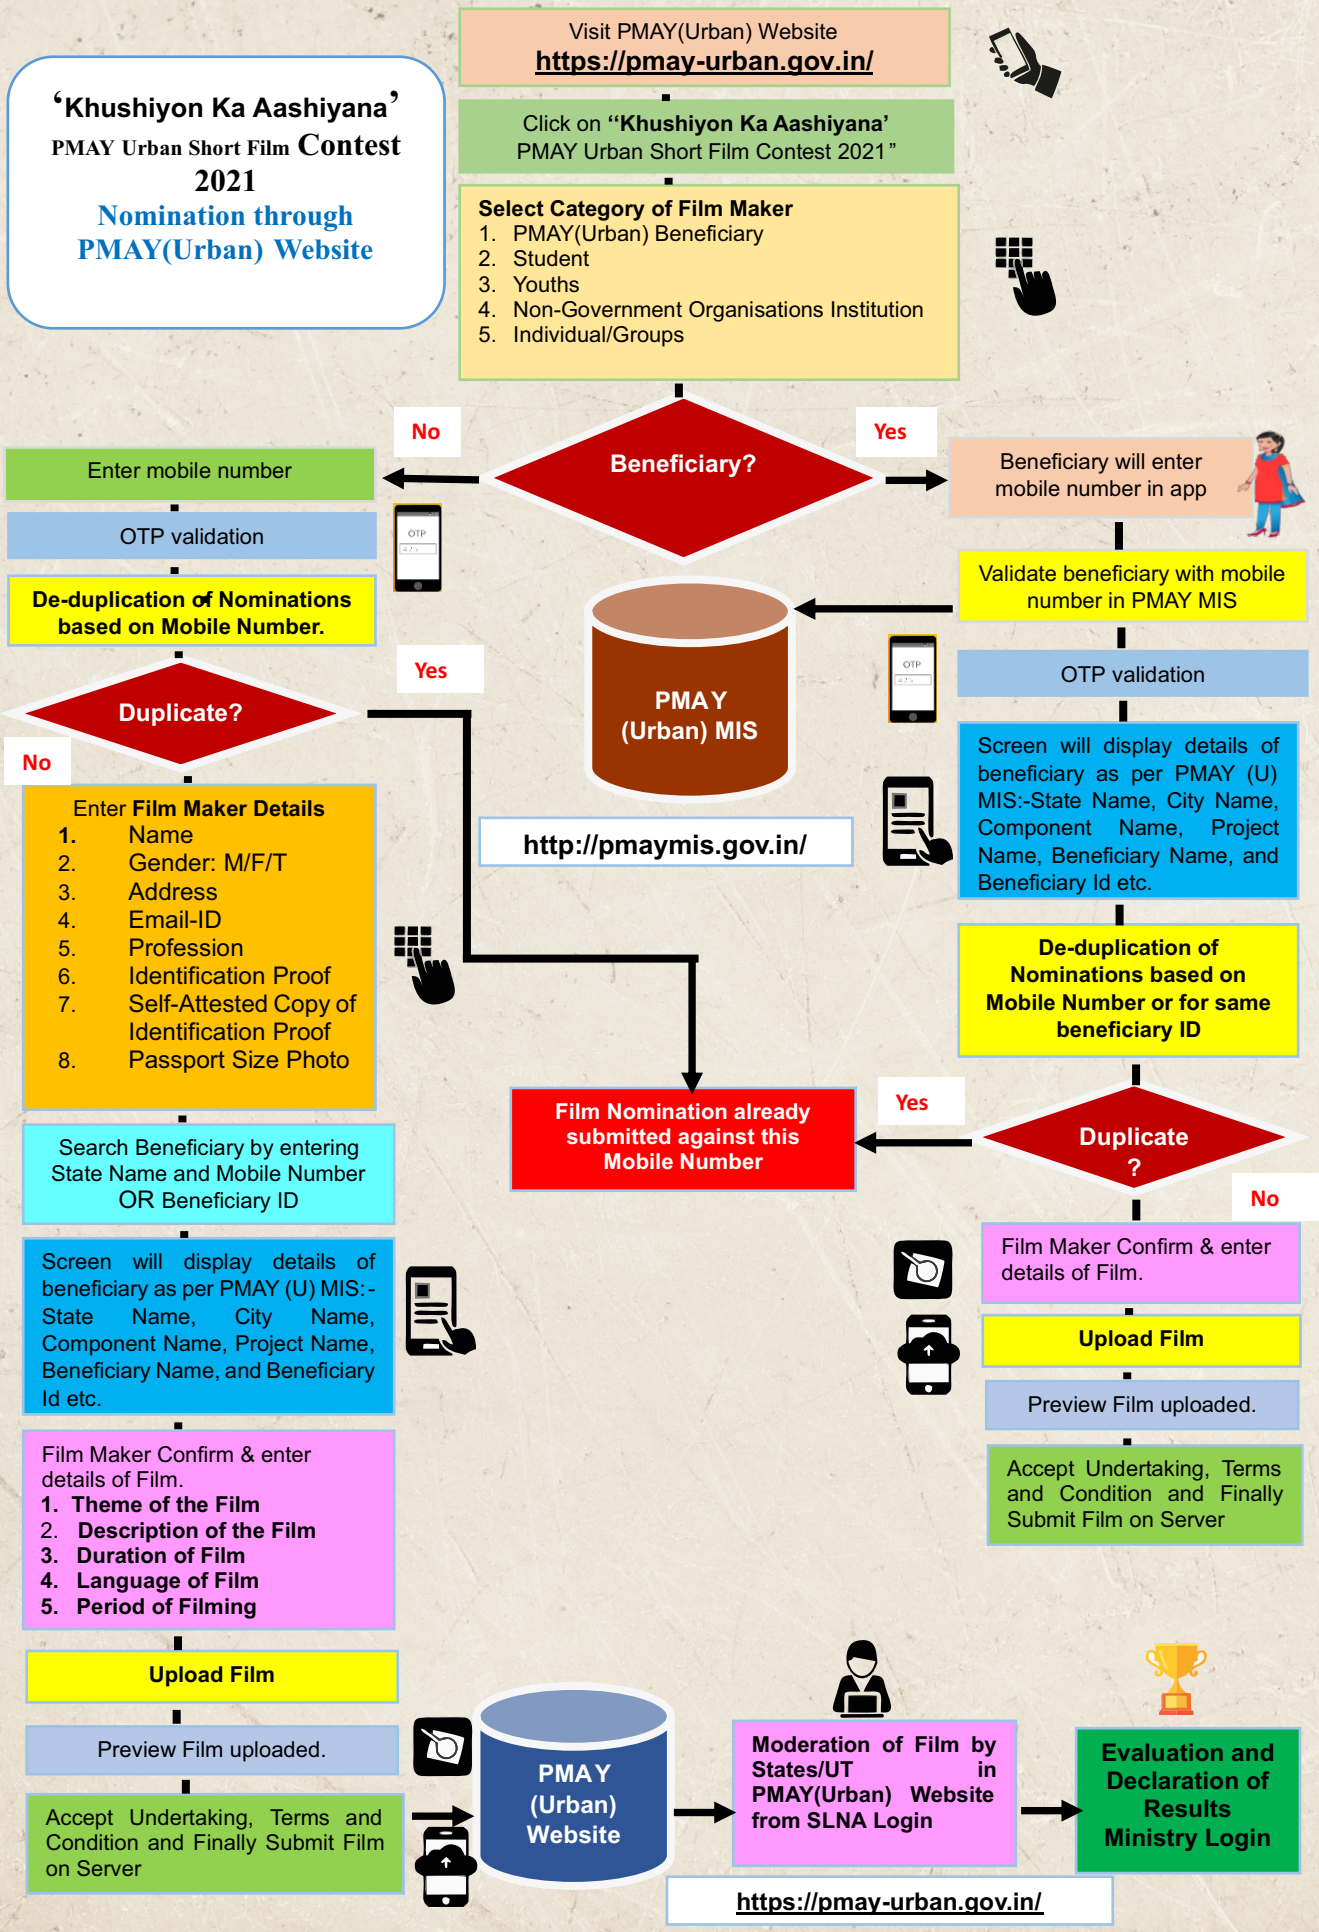 ‘Khushiyon Ka Aashiyana’
PMAY Urban Short Film Contest
2021
Nomination through
PMAY(Urban) Website
Visit PMAY(Urban) Website
https://pmay-urban.gov.in/
Click on ‘‘Khushiyon Ka Aashiyana’
PMAY Urban Short Film Contest 2021”
Select Category of Film Maker
1. PMAY(Urban) Beneficiary
2. Student
3. Youths
4. Non-Government Organisations Institution
5. Individual/Groups
Beneficiary?
No
Yes
Enter mobile number
OTP validation
OTP
425
De-duplication of Nominations
based on Mobile Number.
Duplicate?
Yes
No
Enter Film Maker Details
1. Name
2. Gender: M/F/T
3. Address
4. Email-ID
5. Profession
6. Identification Proof
7. Self-Attested Copy of
Identification Proof
8. Passport Size Photo
Search Beneficiary by entering
State Name and Mobile Number
OR Beneficiary ID
Screen will display details of
beneficiary as per PMAY (U) MIS:-
State Name, City Name,
Component Name, Project Name,
Beneficiary Name, and Beneficiary
Id etc.
Film Maker Confirm & enter
details of Film.
1. Theme of the Film
2. Description of the Film
3. Duration of Film
4. Language of Film
5. Period of Filming
Upload Film
Preview Film uploaded.
Accept Undertaking, Terms and
Condition and Finally Submit Film
on Server
PMAY
(Urban) MIS
http://pmaymis.gov.in/
Film Nomination already
submitted against this
Mobile Number
Beneficiary will enter
mobile number in app
Validate beneficiary with mobile
number in PMAY MIS
OTP validation
OTP
425
Screen will display details of
beneficiary as per PMAY (U)
MIS:-State Name, City Name,
Component Name, Project
Name, Beneficiary Name, and
Beneficiary Id etc.
De-duplication of
Nominations based on
Mobile Number or for same
beneficiary ID
Duplicate
?
Yes
No
Film Maker Confirm & enter
details of Film.
Upload Film
Preview Film uploaded.
Accept Undertaking, Terms
and Condition and Finally
Submit Film on Server
PMAY
(Urban)
Website
Moderation of Film by
States/UT in
PMAY(Urban) Website
from SLNA Login
Evaluation and
Declaration of
Results
Ministry Login
https://pmay-urban.gov.in/